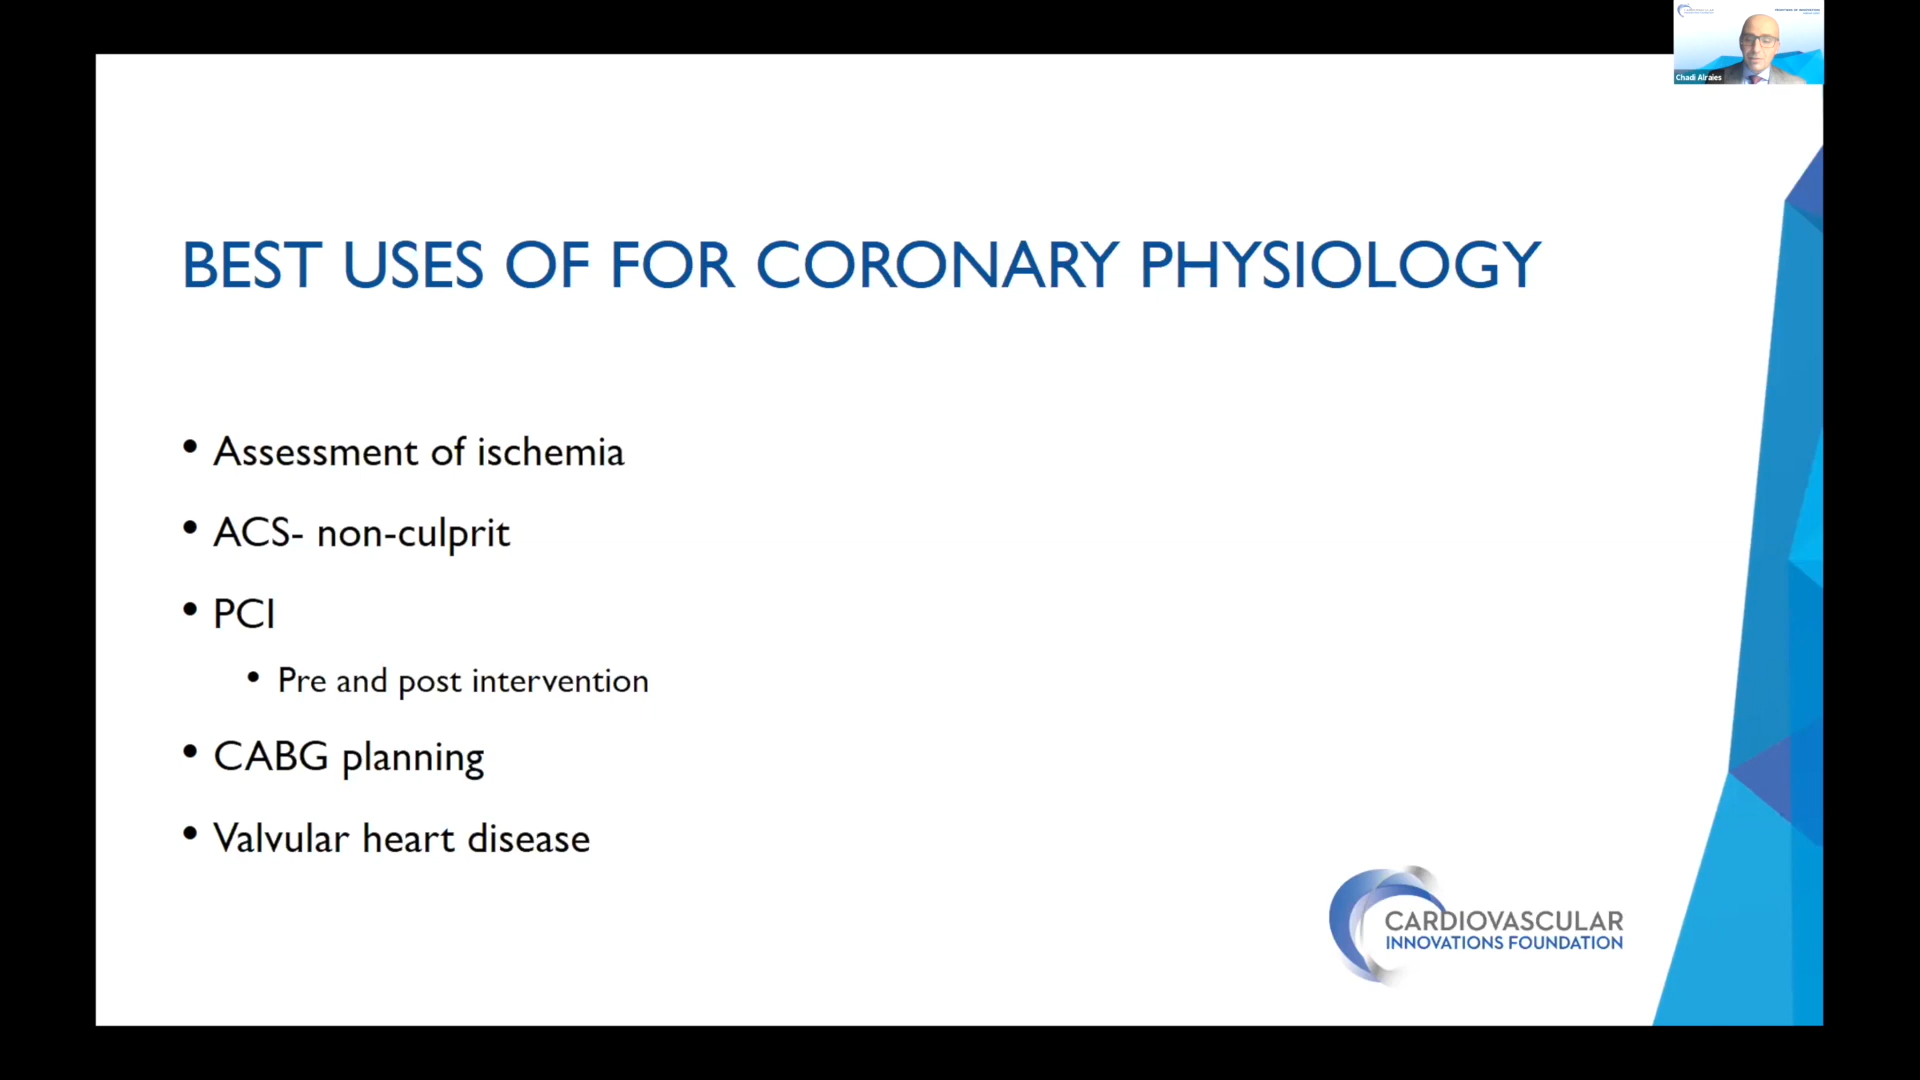 Chadi Alraies
BEST USES OF FOR CORONARY PHYSIOLOGY
• Assessment of ischemia
• ACS- non-culprit
• PCI
• Pre and post intervention
• CABG planning
• Valvular heart disease
CARDIOVASCULAR
INNOVATIONS FOUNDATION